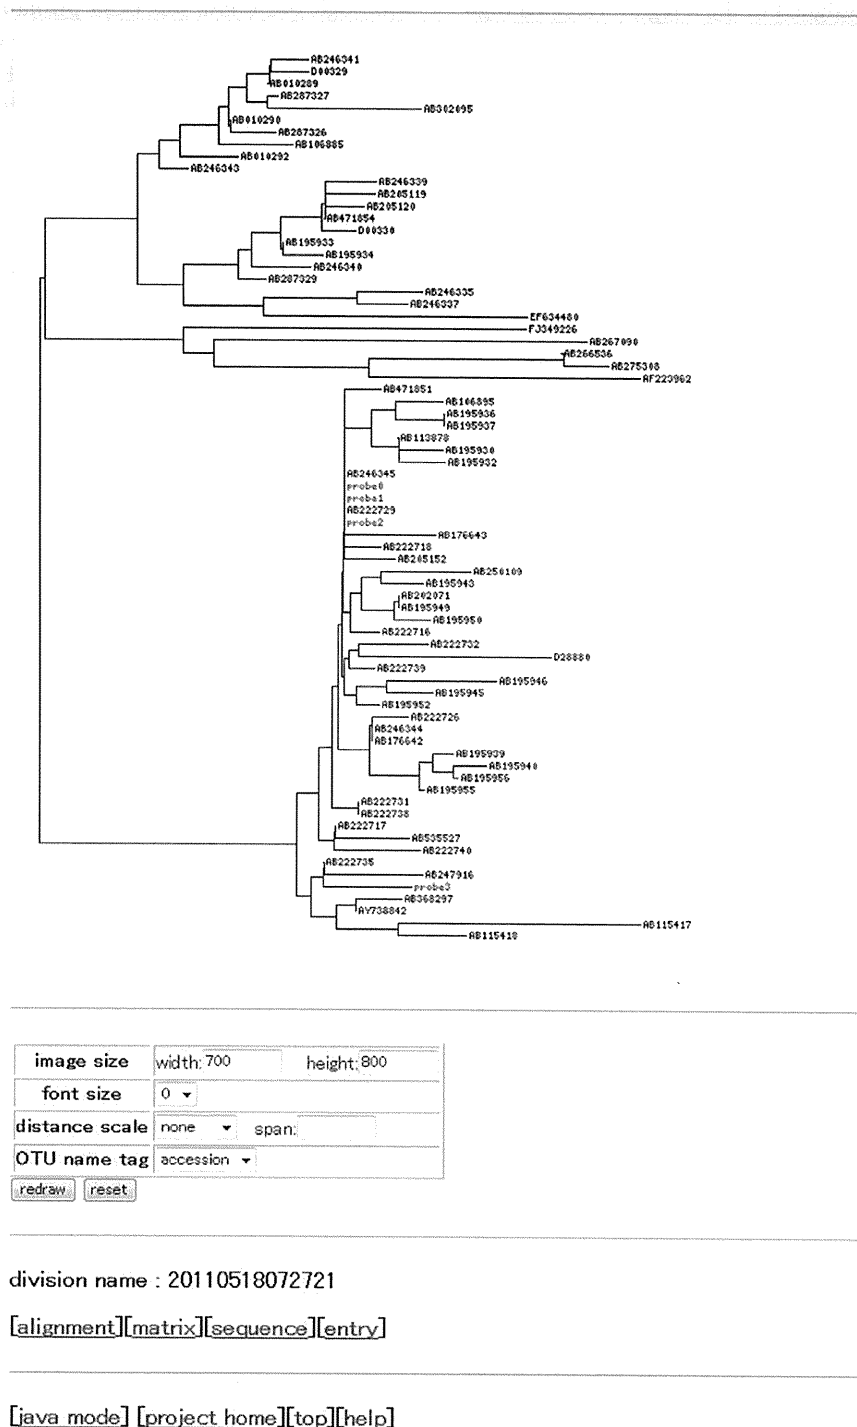 AB246341
D00329
AB010289
AB287327
AB302095
AB010290
AB287326
AB106885
AB010292
AB246343
AB246339
AB205119
AB205120
AB471854
D00330
AB195933
AB195934
AB246340
AB287329
AB246335
AB246337
EF634480
FJ349226
AB267090
AB266536
AB275308
AF223962
AB471851
AB106895
AB195936
AB195937
AB113878
AB195930
AB195932
AB246345
probe0
probe1
AB222729
probe2
AB176643
AB222718
AB205152
AB250109
AB195943
AB202071
AB195949
AB195950
AB222716
AB222732
D28880
AB222739
AB195946
AB195945
AB195952
AB222726
AB246344
AB176642
AB195939
AB195940
AB195956
AB195955
AB222731
AB222738
AB222717
AB535527
AB222740
AB222735
AB247916
probe3
AB368297
AY738842
AB115417
AB115418
image size width: 700 height: 800
font size 0
distance scale none span:
OTU name tag accession
redraw reset
division name : 20110518072721
[alignment][matrix][sequence][entry]
[java mode] [project home][top][help]